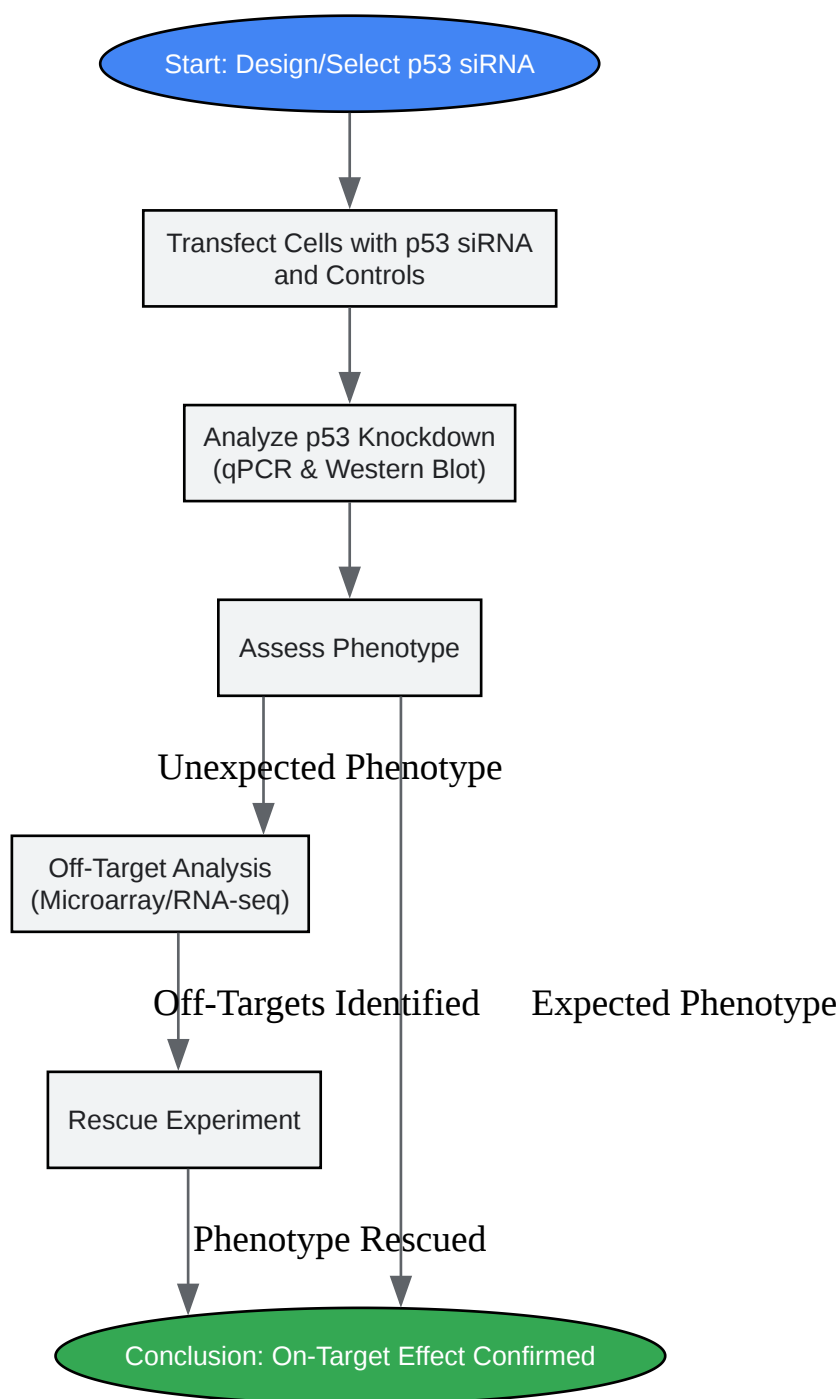 Start: Design/Select p53 siRNA
Transfect Cells with p53 siRNA
and Controls
Analyze p53 Knockdown
(qPCR & Western Blot)
Assess Phenotype
Unexpected Phenotype
Off-Target Analysis
(Microarray/RNA-seq)
Off-Targets Identified
Expected Phenotype
Rescue Experiment
Phenotype Rescued
Conclusion: On-Target Effect Confirmed